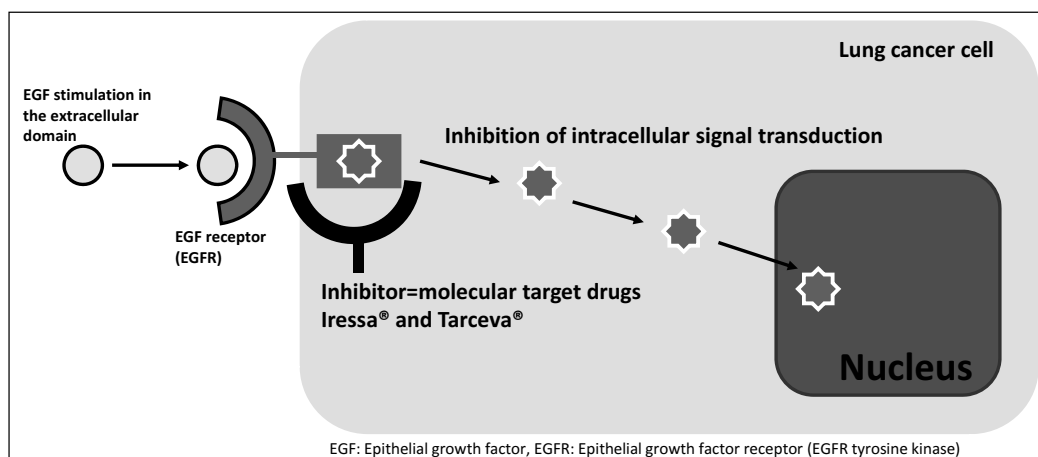 Lung cancer cell
EGF stimulation in
the extracellular
domain
Inhibition of intracellular signal transduction
EGF receptor
(EGFR)
Inhibitor=molecular target drugs
Iressa® and Tarceva®
Nucleus
EGF: Epithelial growth factor, EGFR: Epithelial growth factor receptor (EGFR tyrosine kinase)